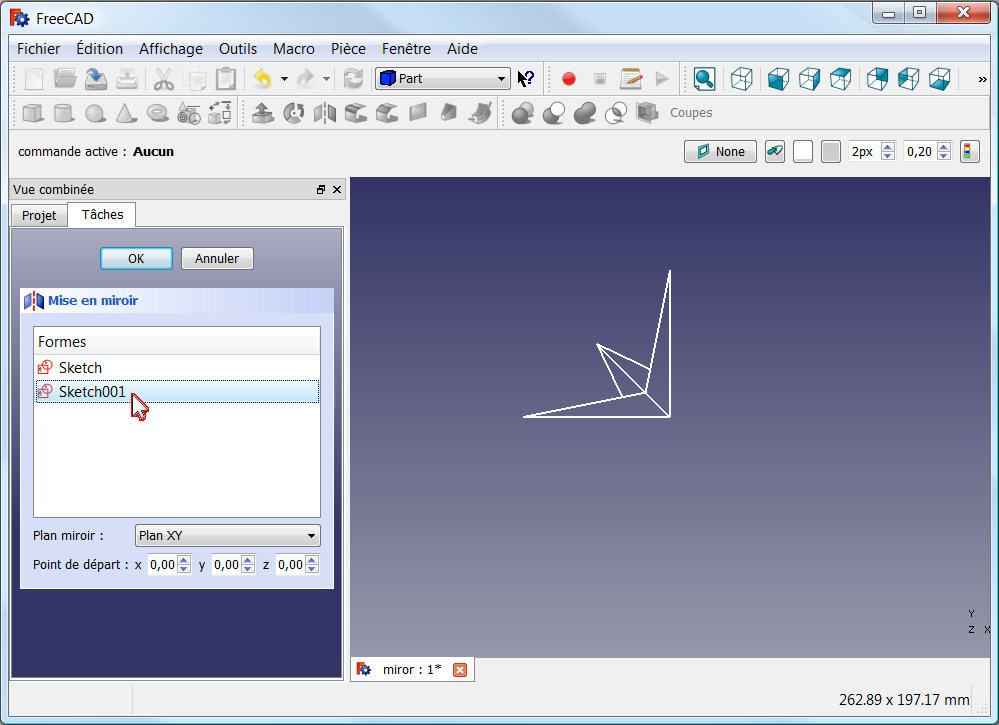 FreeCAD
Fichier Édition Affichage Outils Macro Pièce Fenêtre Aide
Part
»
Coupes
commande active : Aucun
None
2px
0,20
Vue combinée
Projet
Tâches
OK
Annuler
Mise en miroir
Formes
Sketch
Sketch001
Plan miroir : Plan XY
Point de départ : x 0,00 y 0,00 z 0,00
Y
Z X
miror : 1*
262.89 x 197.17 mm